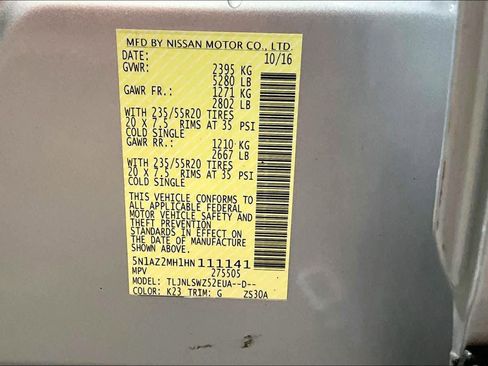 MFD BY NISSAN MOTOR CO., LTD.
DATE: 10/16
GVWR: 2395 KG
5280 LB
GAWR FR.: 1271 KG
2802 LB
WITH 235/55R20 TIRES
20 X 7.5 RIMS AT 35 PSI
COLD SINGLE
GAWR RR.: 1210 KG
2667 LB
WITH 235/55R20 TIRES
20 X 7.5 RIMS AT 35 PSI
COLD SINGLE
THIS VEHICLE CONFORMS TO
ALL APPLICABLE FEDERAL
MOTOR VEHICLE SAFETY AND
THEFT PREVENTION
STANDARDS IN EFFECT ON
THE DATE OF MANUFACTURE
SHOWN ABOVE.
5N1AZ2MH1HN111141
MPV 275505
MODEL: TLJNLSWZ52EUA--D--
COLOR: K23 TRIM: G ZS30A